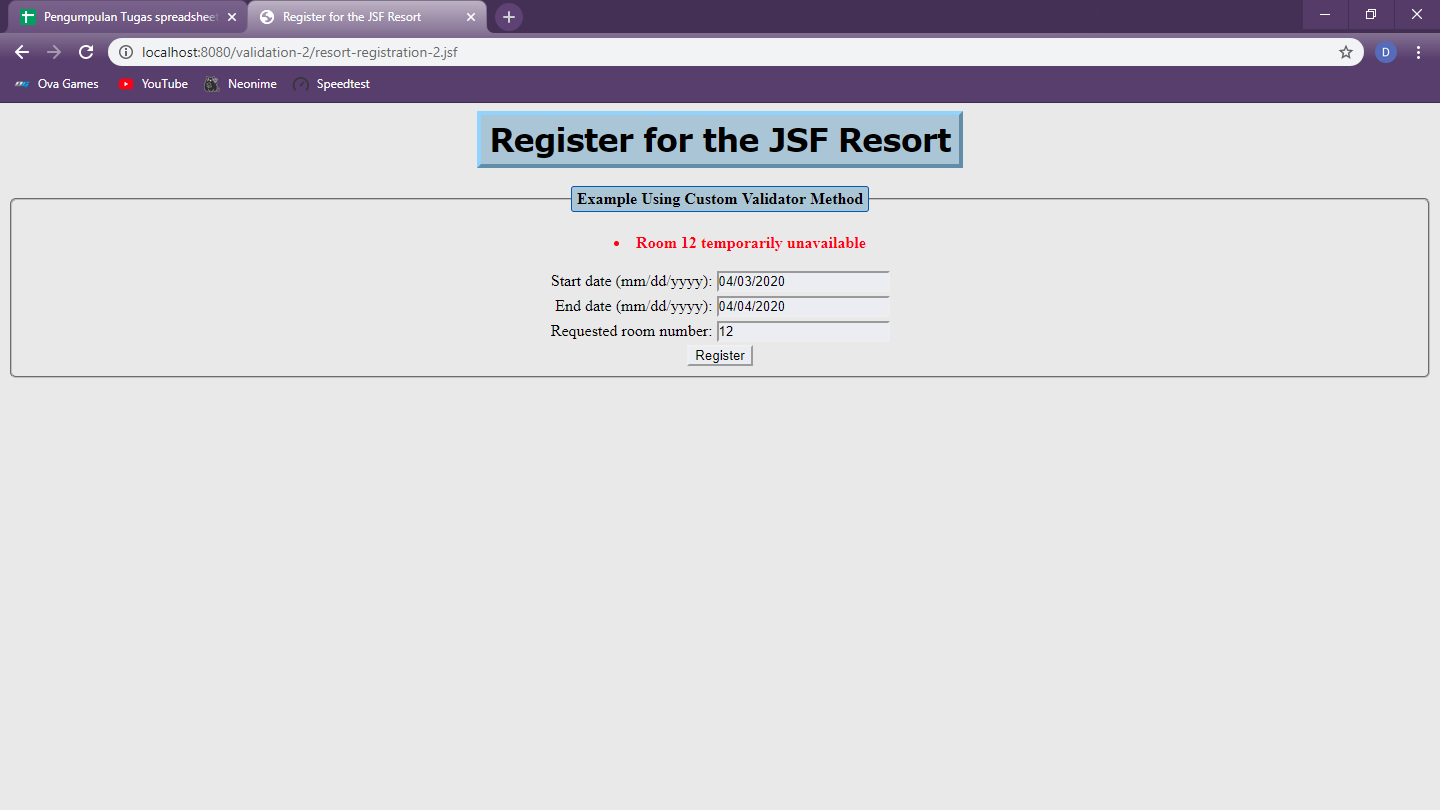 Pengumpulan Tugas spreadsheet
Register for the JSF Resort
localhost:8080/validation-2/resort-registration-2.jsf
D
Ova Games
YouTube
Neonime
Speedtest
Register for the JSF Resort
Example Using Custom Validator Method
• Room 12 temporarily unavailable
Start date (mm/dd/yyyy): 04/03/2020
End date (mm/dd/yyyy): 04/04/2020
Requested room number: 12
Register